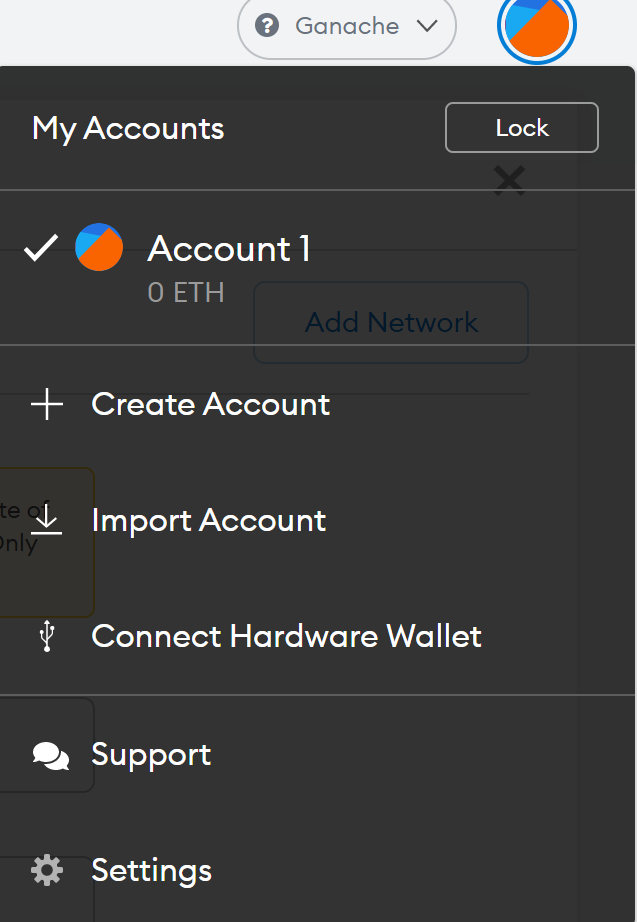 Ganache
My Accounts
Lock
Account 1
0 ETH
Add Network
Create Account
te of
Import Account
Only
Connect Hardware Wallet
Support
Settings